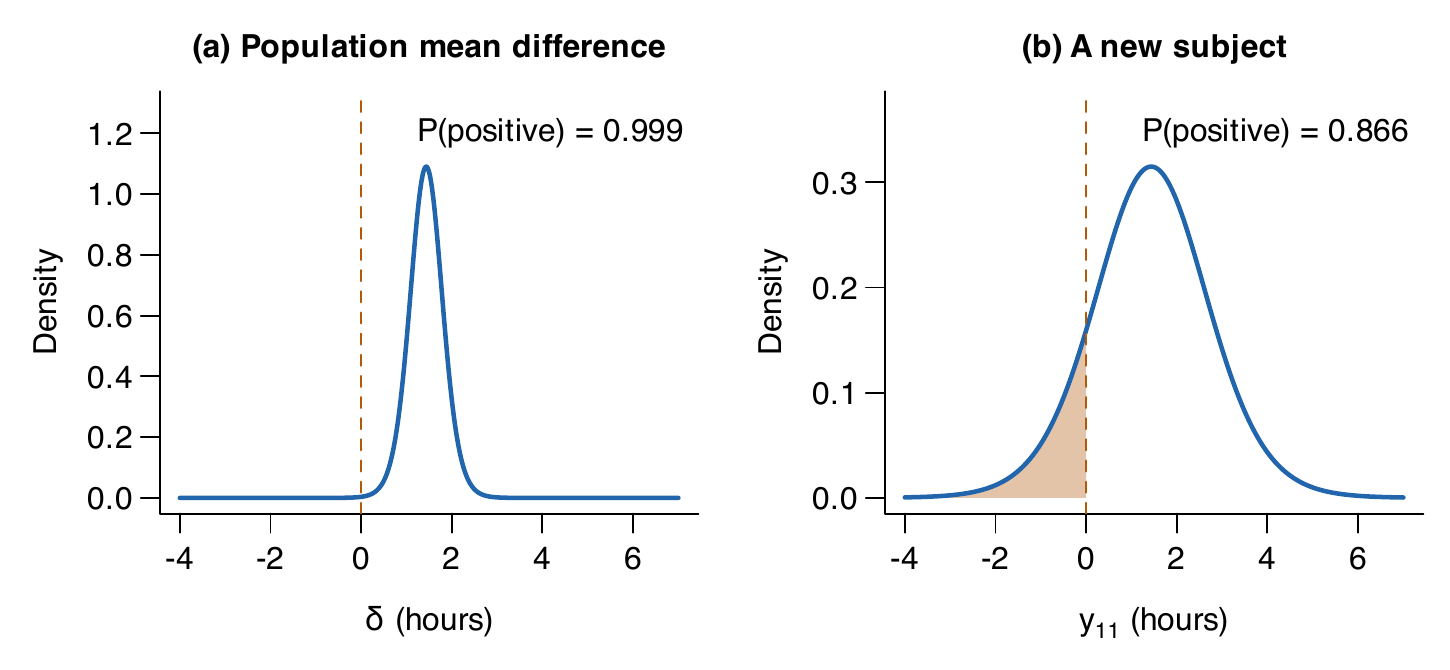 (a) Population mean difference
P(positive) = 0.999
Density
1.2
1.0
0.8
0.6
0.4
0.2
0.0
-4 -2 0 2 4 6
δ (hours)
(b) A new subject
P(positive) = 0.866
Density
0.3
0.2
0.1
0.0
-4 -2 0 2 4 6
y₁₁ (hours)